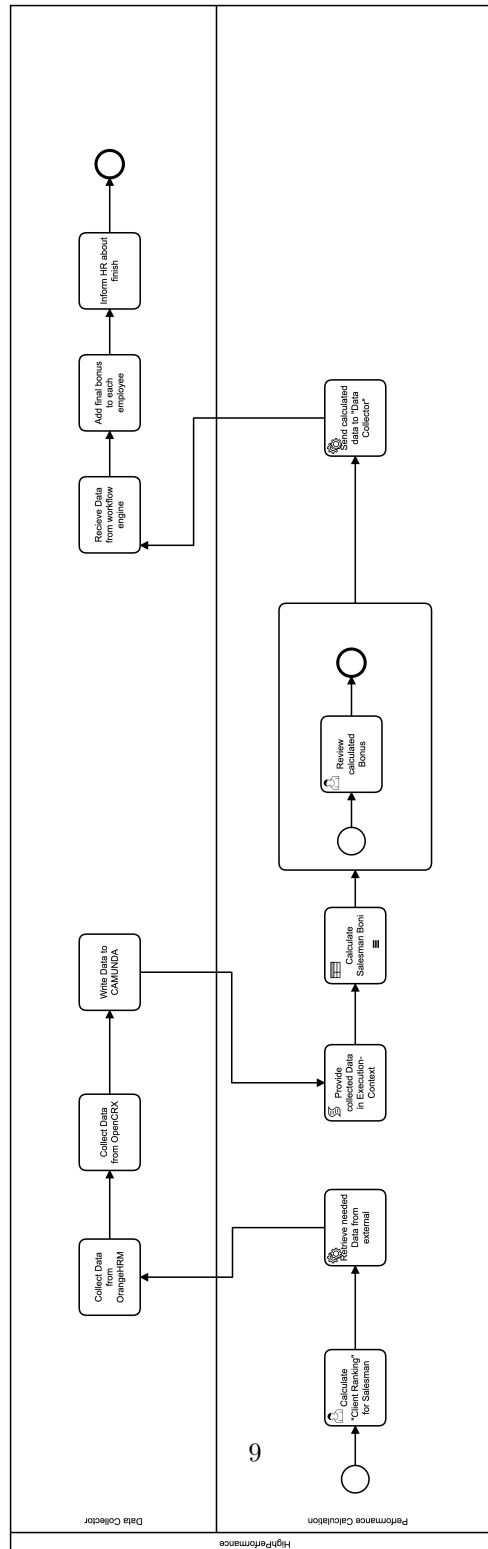 HighPerformance
Data Collector
Collect Data
from
OrangeHRM
Collect Data
from OpenCRX
Write Data to
CAMUNDA
Recieve Data
from workflow
engine
Add final bonus
to each
employee
Inform HR about
finish
Performance Calculation
Calculate
"Client Ranking"
for Salesman
Retrieve needed
Data from
external
Provide
collected Data
in Execution-
Context
Calculate
Salesman Boni
Review
calculated
Bonus
Send calculated
data to "Data
Collector"
9